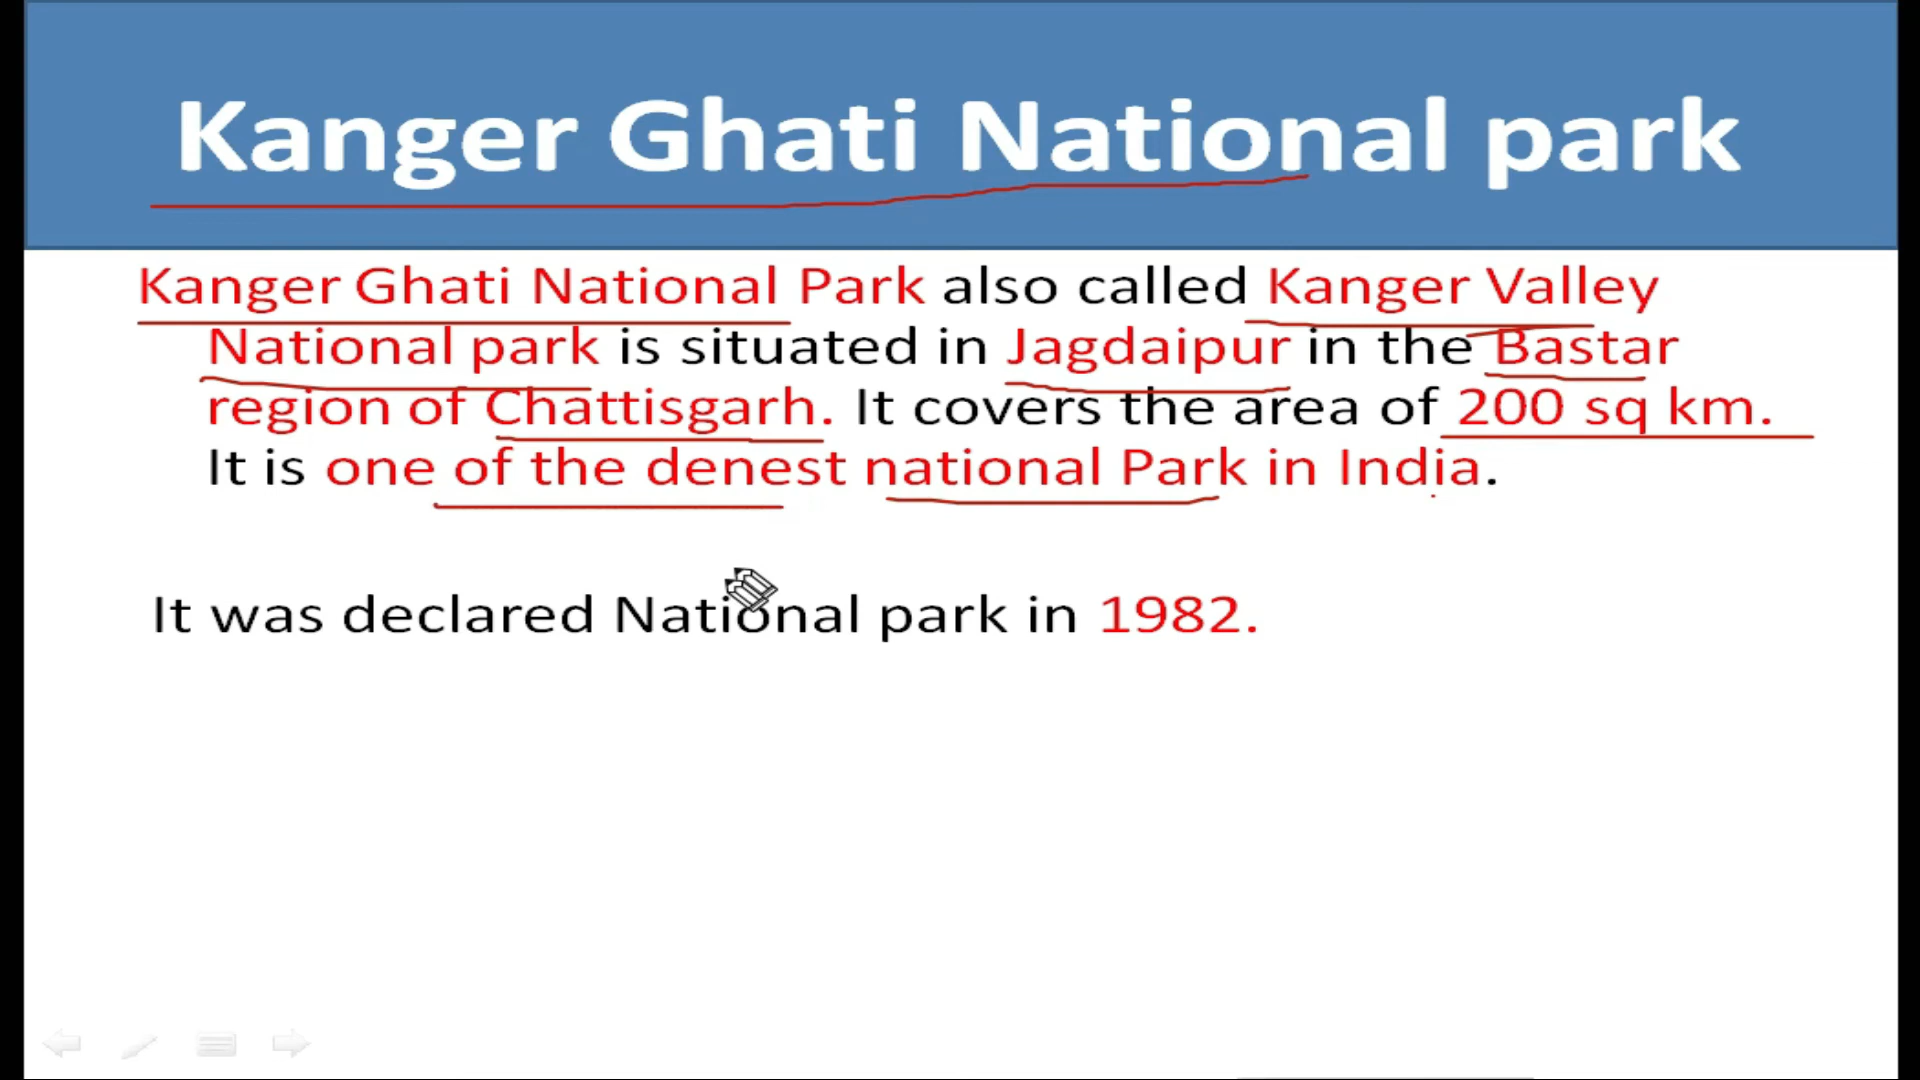 Kanger Ghati National park
Kanger Ghati National Park also called Kanger Valley
National park is situated in Jagdaipur in the Bastar
region of Chattisgarh. It covers the area of 200 sq km.
It is one of the denest national Park in India.
It was declared National park in 1982.